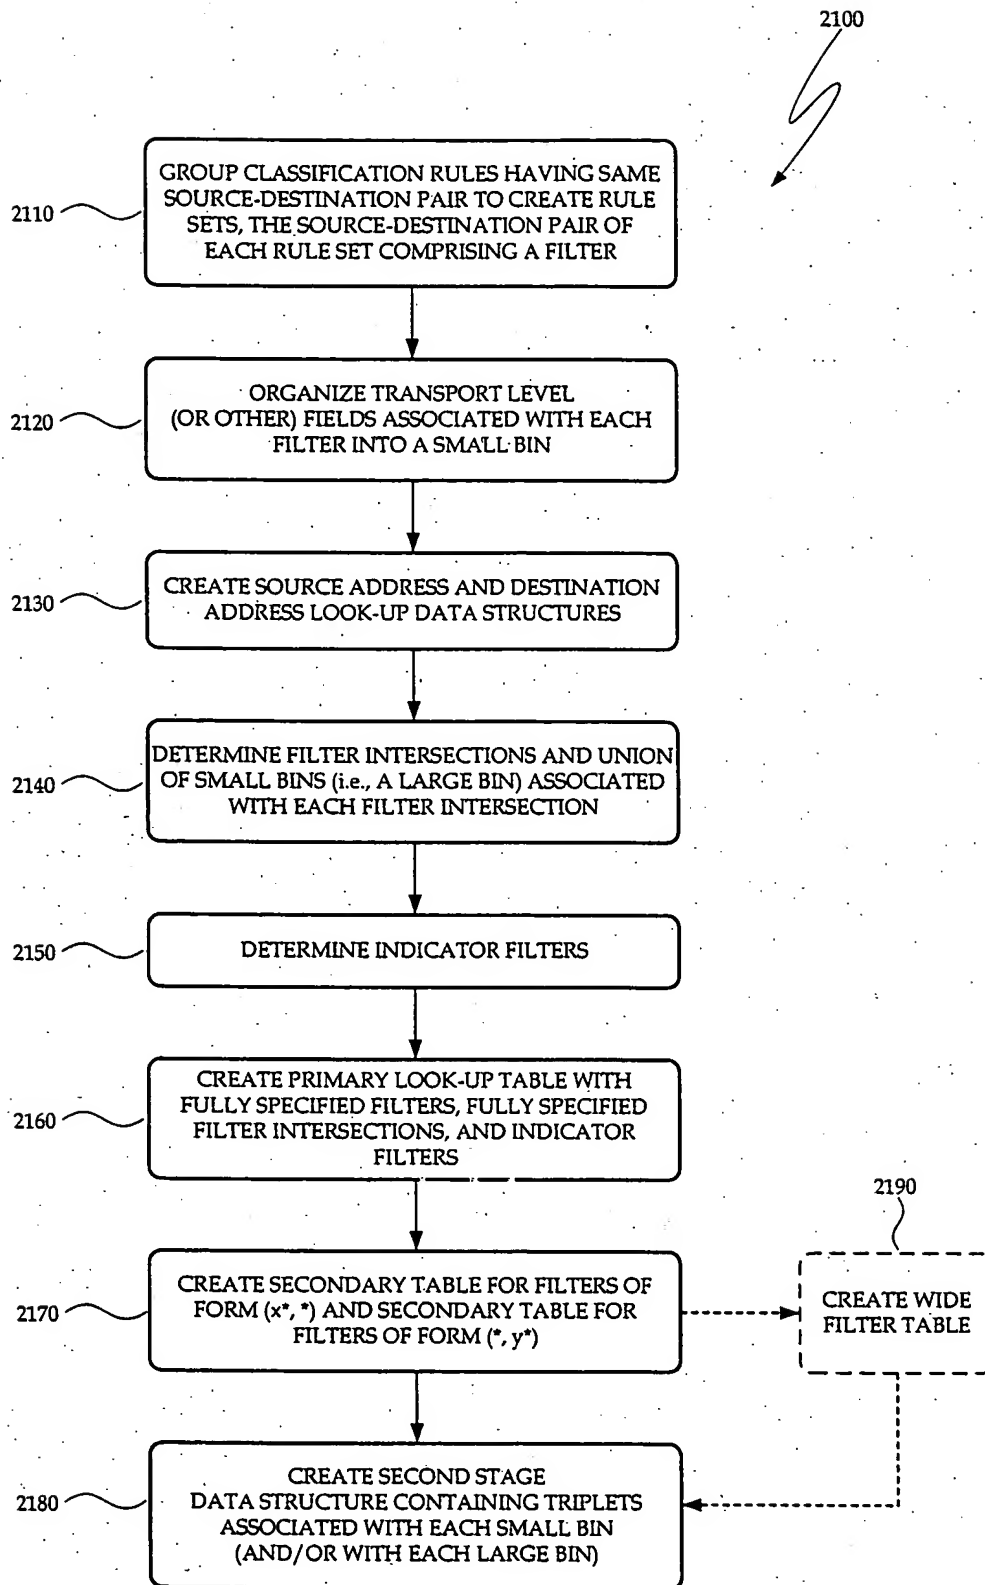 2100
GROUP CLASSIFICATION RULES HAVING SAME
SOURCE-DESTINATION PAIR TO CREATE RULE
SETS, THE SOURCE-DESTINATION PAIR OF
EACH RULE SET COMPRISING A FILTER
2110
ORGANIZE TRANSPORT LEVEL
(OR OTHER) FIELDS ASSOCIATED WITH EACH
FILTER INTO A SMALL BIN
2120
CREATE SOURCE ADDRESS AND DESTINATION
ADDRESS LOOK-UP DATA STRUCTURES
2130
DETERMINE FILTER INTERSECTIONS AND UNION
OF SMALL BINS (i.e., A LARGE BIN) ASSOCIATED
WITH EACH FILTER INTERSECTION
2140
DETERMINE INDICATOR FILTERS
2150
CREATE PRIMARY LOOK-UP TABLE WITH
FULLY SPECIFIED FILTERS, FULLY SPECIFIED
FILTER INTERSECTIONS, AND INDICATOR
FILTERS
2160
CREATE SECONDARY TABLE FOR FILTERS OF
FORM (x*, *) AND SECONDARY TABLE FOR
FILTERS OF FORM (*, y*)
2170
2190
CREATE WIDE
FILTER TABLE
CREATE SECOND STAGE
DATA STRUCTURE CONTAINING TRIPLETS
ASSOCIATED WITH EACH SMALL BIN
(AND/OR WITH EACH LARGE BIN)
2180